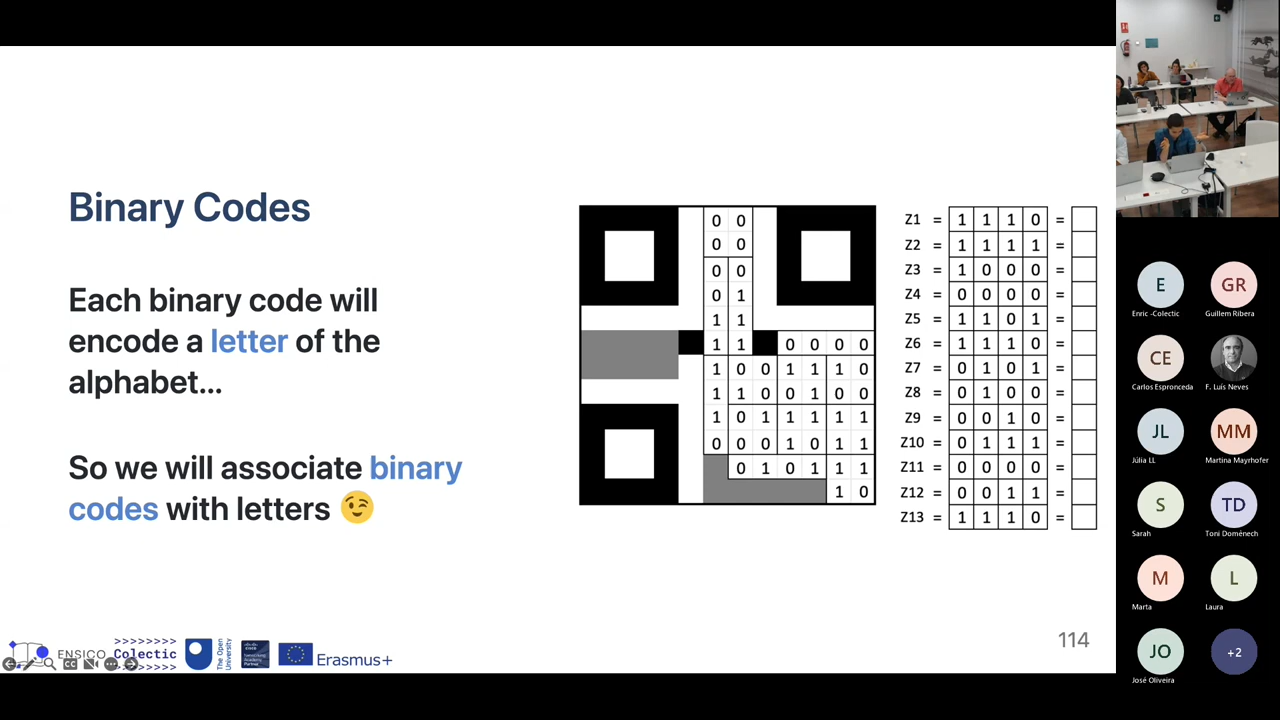 Binary Codes
Each binary code will
encode a letter of the
alphabet...
So we will associate binary
codes with letters 😉
0 0
0 0
0 0
0 1
1 1
1 1 0 0 0 0
1 0 0 1 1 1 0
1 1 0 0 1 0 0
1 0 1 1 1 1 1
0 0 0 1 0 1 1
0 1 0 1 1 1
1 0
Z1 = 1 1 1 0 =
Z2 = 1 1 1 1 =
Z3 = 1 0 0 0 =
Z4 = 0 0 0 0 =
Z5 = 1 1 0 1 =
Z6 = 1 1 1 0 =
Z7 = 0 1 0 1 =
Z8 = 0 1 0 0 =
Z9 = 0 0 1 0 =
Z10 = 0 1 1 1 =
Z11 = 0 0 0 0 =
Z12 = 0 0 1 1 =
Z13 = 1 1 1 0 =
ENSICO
>>>>>>>>
Colectic
>>>>>>>>
The Open
University
Erasmus+
114
E
Enric -Colectic
GR
Guillem Ribera
CE
Carlos Espronceda
F. Luís Neves
JL
Júlia LL
MM
Martina Mayrhofer
S
Sarah
TD
Toni Doménech
M
Marta
L
Laura
JO
José Oliveira
+2